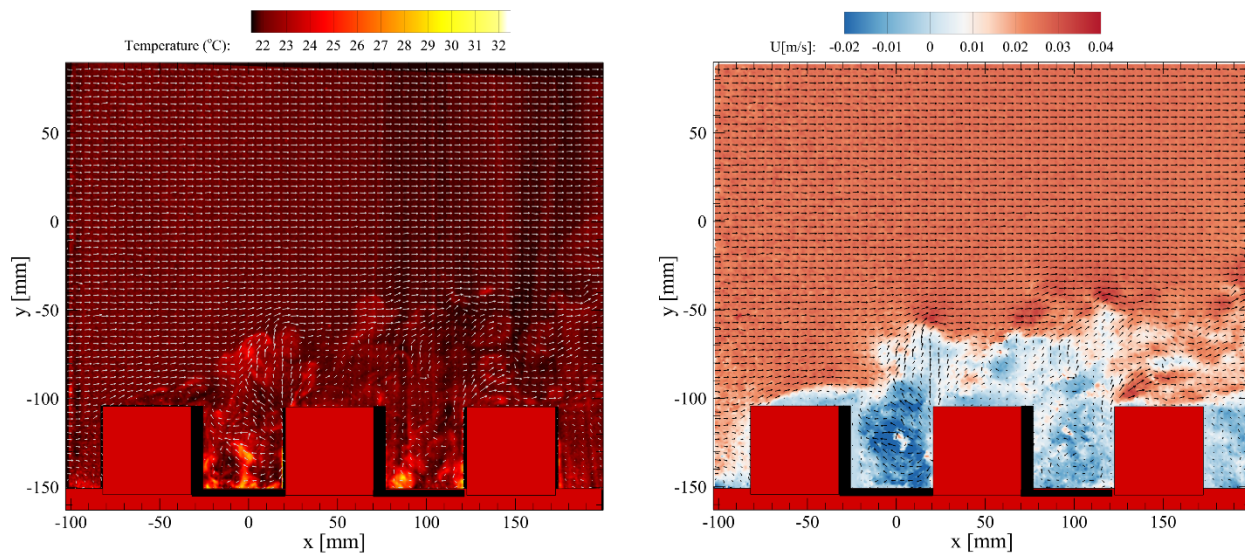 Temperature (°C): 22 23 24 25 26 27 28 29 30 31 32
U[m/s]: -0.02 -0.01 0 0.01 0.02 0.03 0.04
y [mm]
50
0
-50
-100
-150
-100 -50 0 50 100 150
x [mm]
y [mm]
50
0
-50
-100
-150
-100 -50 0 50 100 150
x [mm]